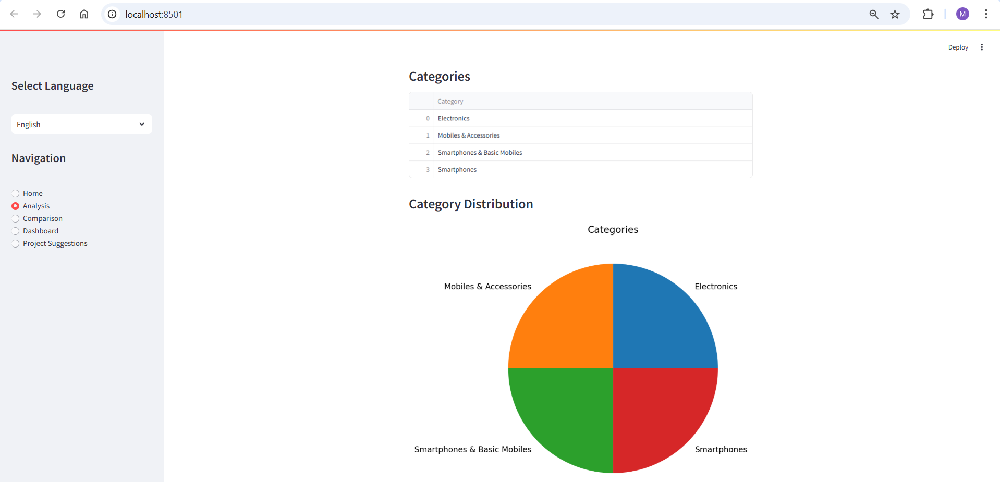 localhost:8501
M
Deploy
Select Language
English
Navigation
Home
Analysis
Comparison
Dashboard
Project Suggestions
Categories
Category
0 Electronics
1 Mobiles & Accessories
2 Smartphones & Basic Mobiles
3 Smartphones
Category Distribution
Categories
Mobiles & Accessories
Electronics
Smartphones & Basic Mobiles
Smartphones